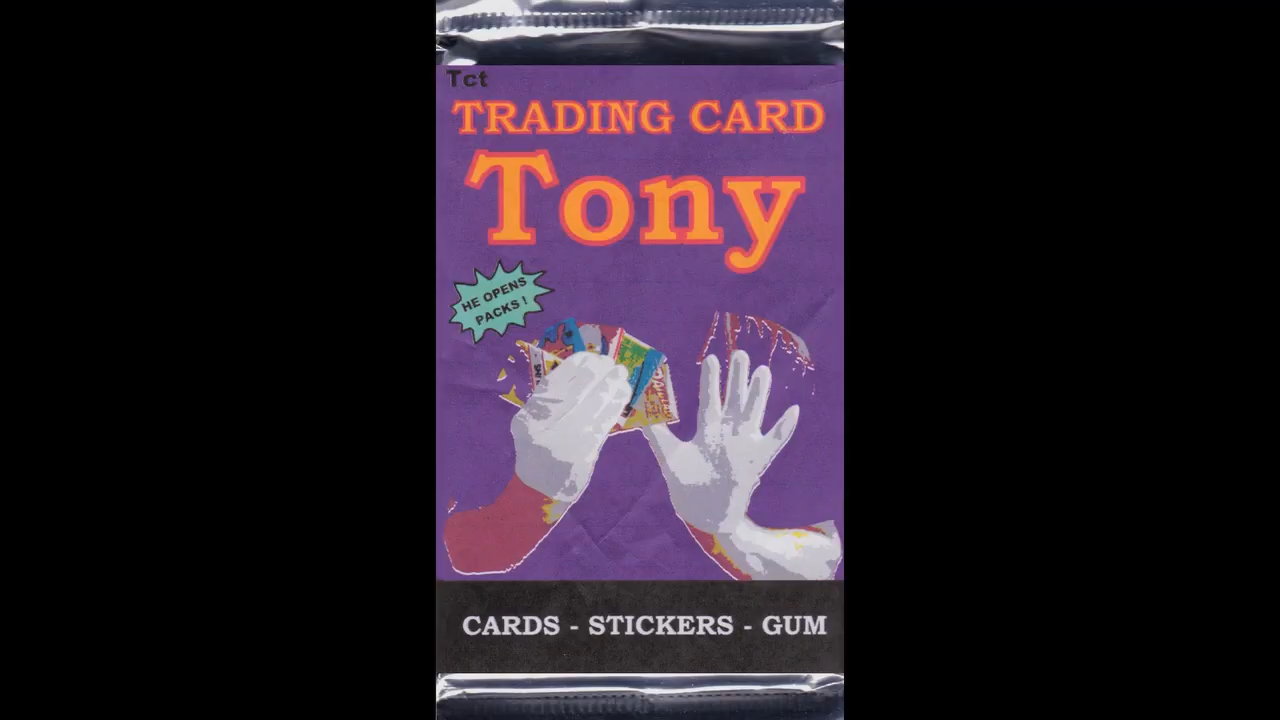 Tct
TRADING CARD
Tony
HE OPENS
PACKS !
CARDS - STICKERS - GUM